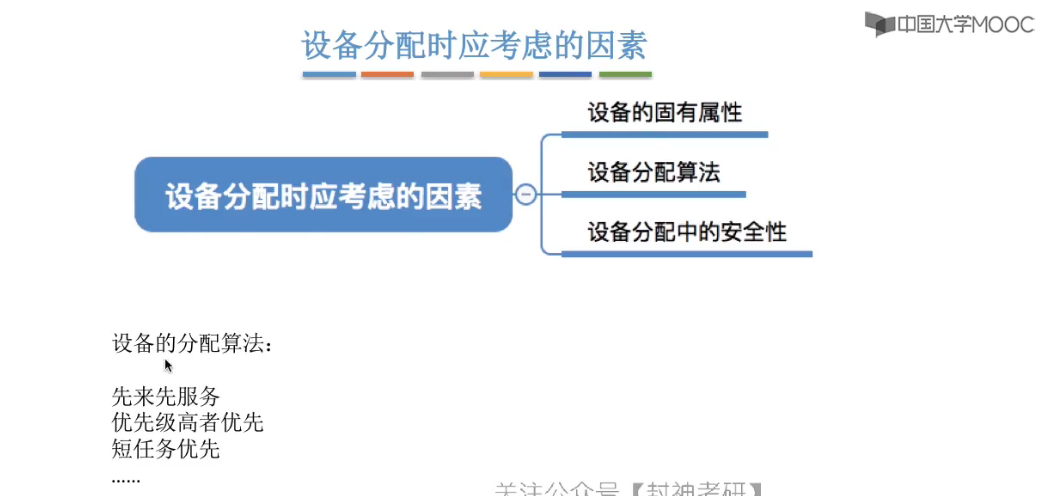 中国大学MOOC
设备分配时应考虑的因素
设备的固有属性
设备分配时应考虑的因素
设备分配算法
设备分配中的安全性
设备的分配算法：
先来先服务
优先级高者优先
短任务优先
......
关注公众号【封神考研】